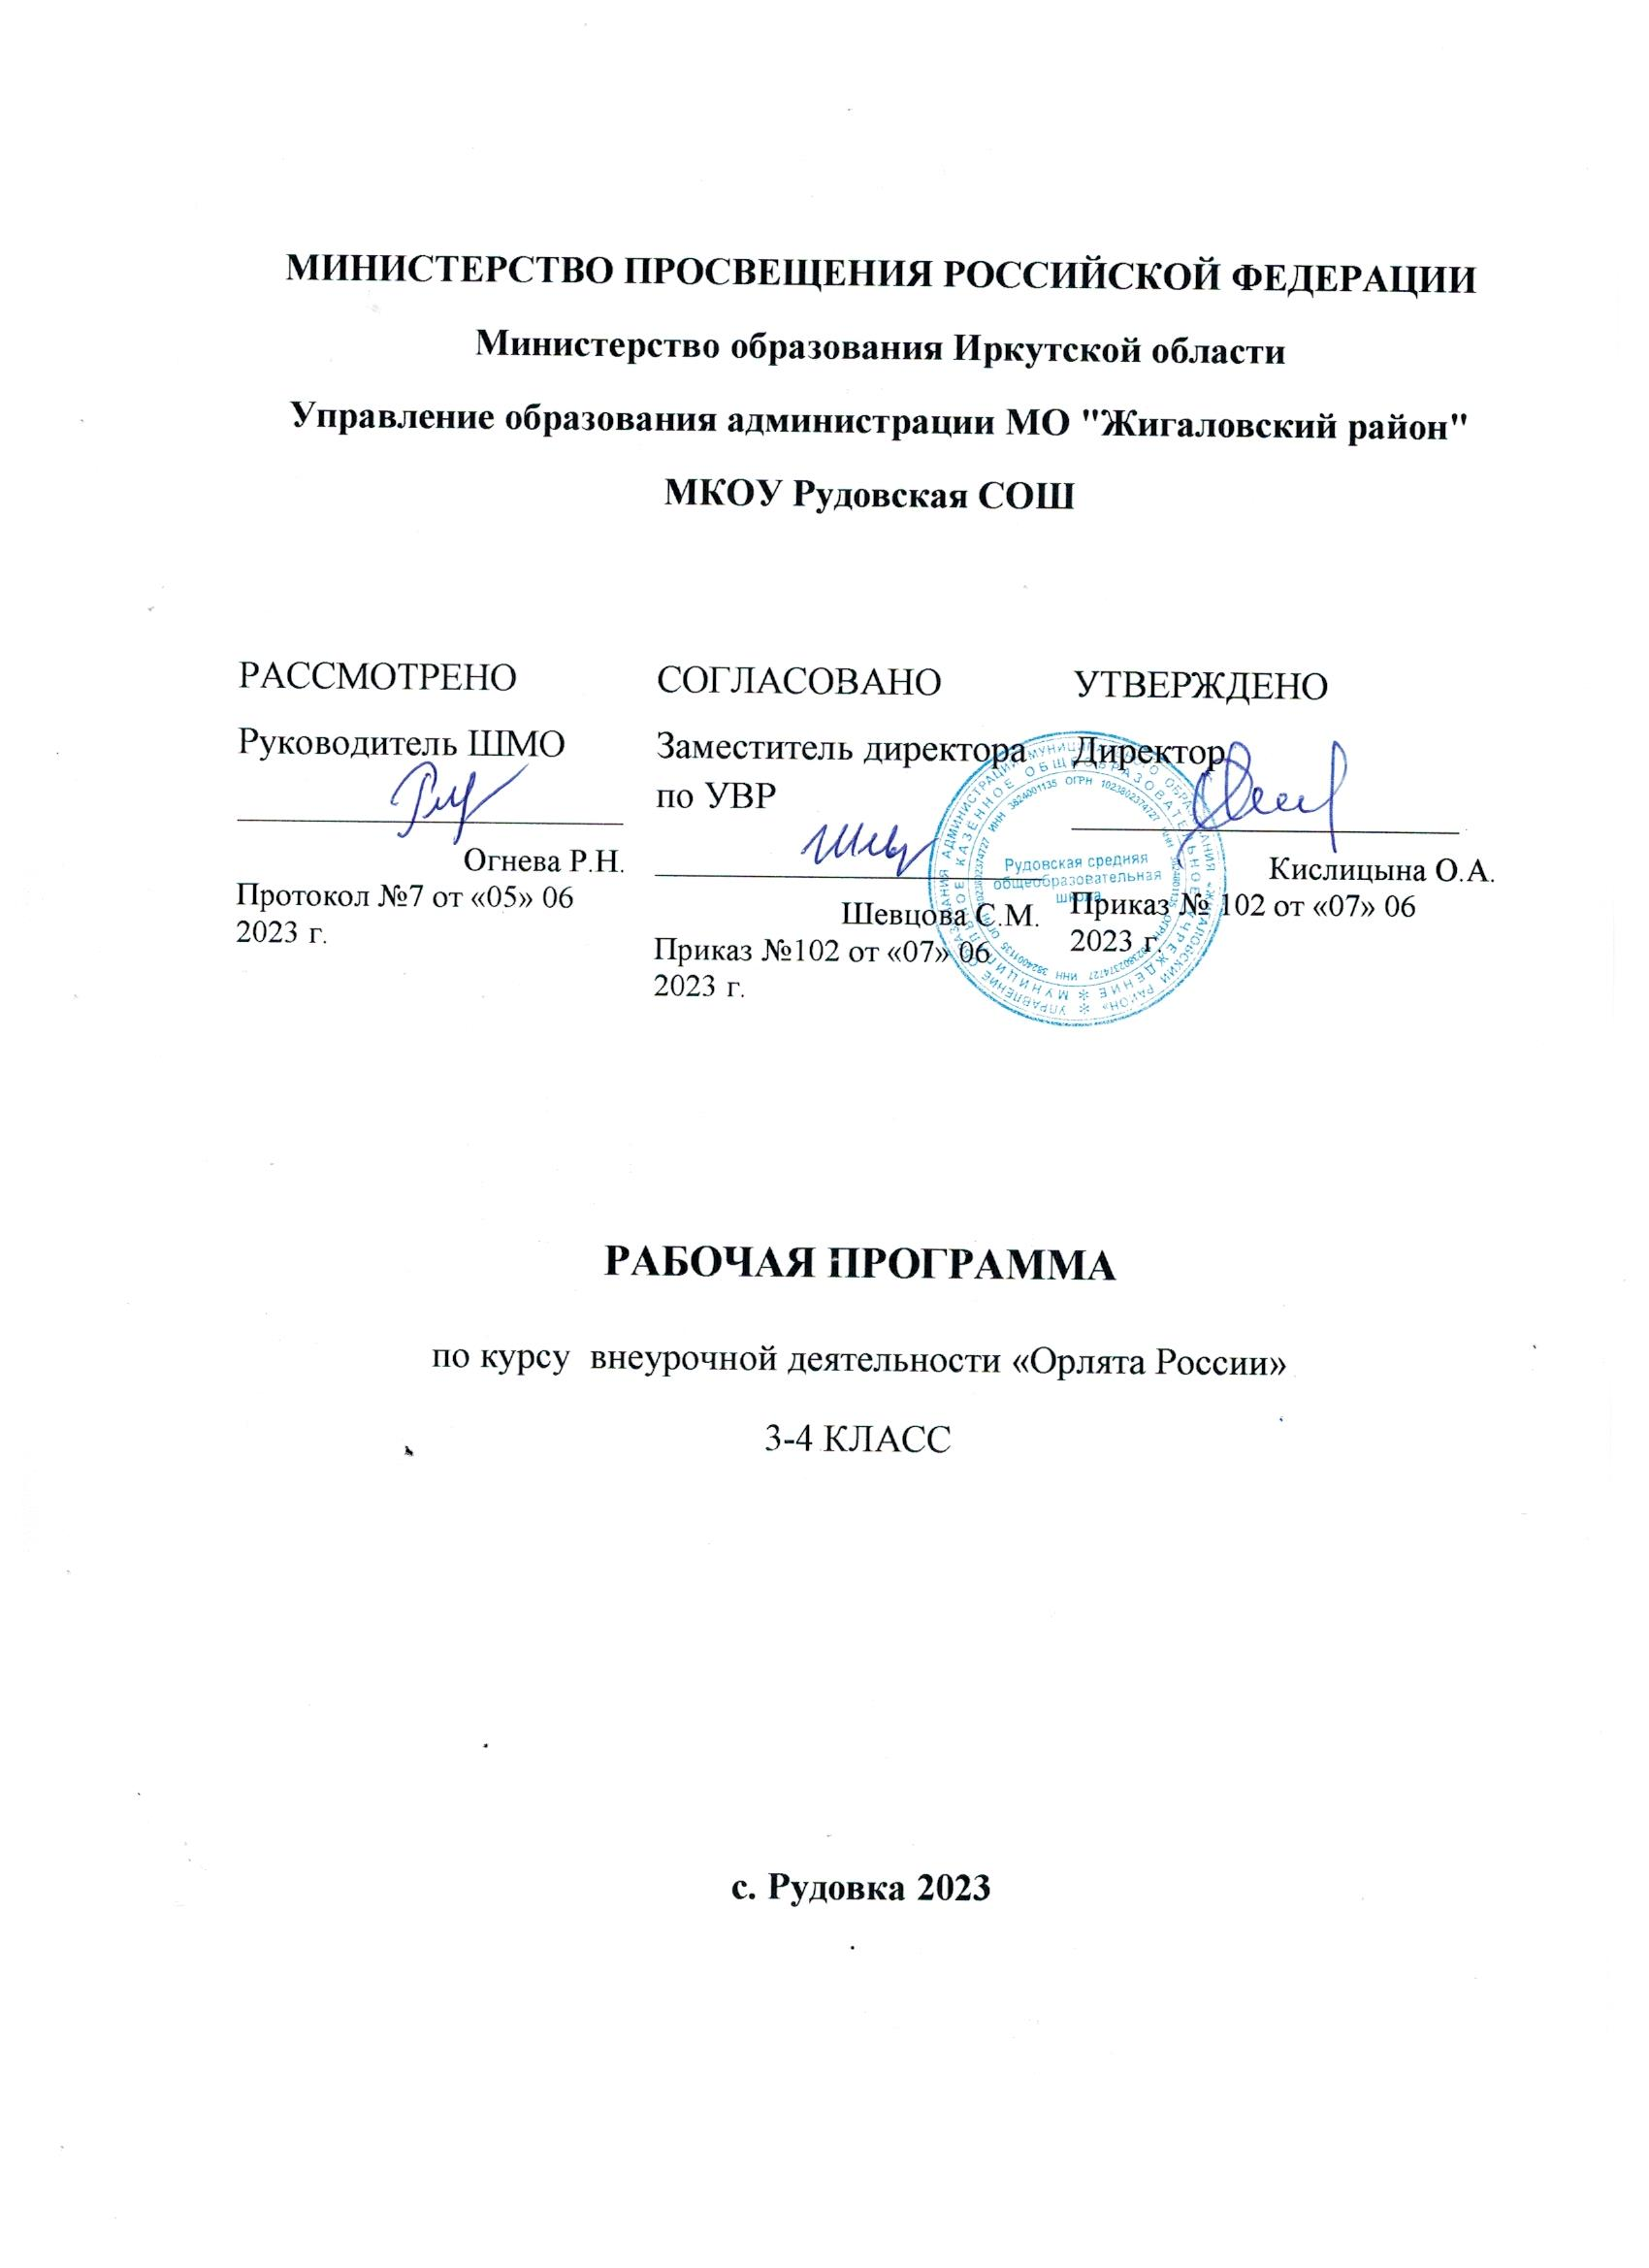 МИНИСТЕРСТВО ПРОСВЕЩЕНИЯ РОССИЙСКОЙ ФЕДЕРАЦИИ
Министерство образования Иркутской области
Управление образования администрации МО "Жигаловский район"
МКОУ Рудовская СОШ
РАССМОТРЕНО
Руководитель ШМО
Огнева Р.Н.
Протокол №7 от «05» 06
2023 г.
СОГЛАСОВАНО
Заместитель директора
по УВР
Шевцова С.М.
Приказ №102 от «07» 06
2023 г.
УТВЕРЖДЕНО
Директор
Кислицына О.А.
Приказ № 102 от «07» 06
2023 г.
Рудовская средняя
общеобразовательная
школа
РАБОЧАЯ ПРОГРАММА
по курсу  внеурочной деятельности «Орлята России»
3-4 КЛАСС
с. Рудовка 2023